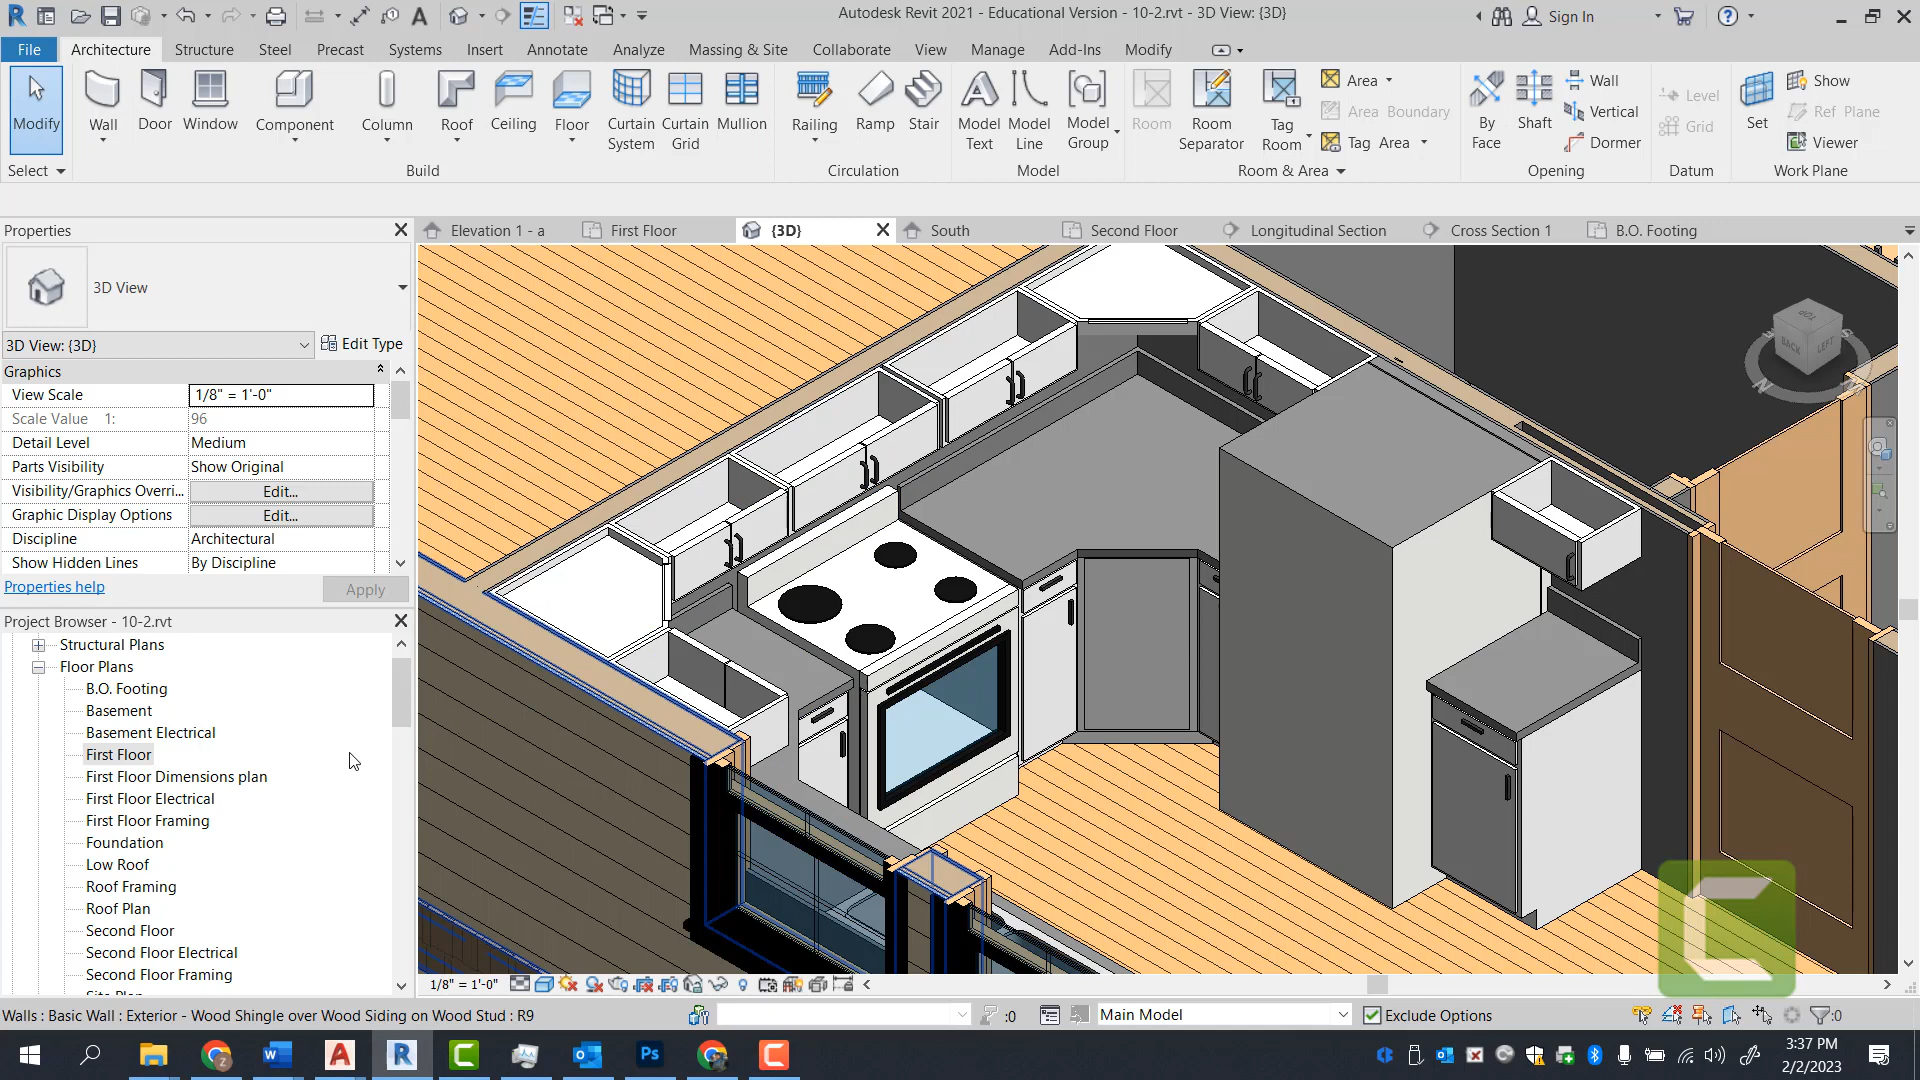 Autodesk Revit 2021 - Educational Version - 10-2.rvt - 3D View: {3D}
Sign In
File Architecture Structure Steel Precast Systems Insert Annotate Analyze Massing & Site Collaborate View Manage Add-Ins Modify
Modify
Wall
Door
Window
Component
Column
Roof
Ceiling
Floor
Curtain System
Curtain Grid
Mullion
Railing
Ramp
Stair
Model Text
Model Line
Model Group
Room
Room Separator
Tag Room
Area
Area Boundary
Tag Area
By Face
Shaft
Wall
Vertical
Dormer
Level
Grid
Set
Show
Ref Plane
Viewer
Select Build Circulation Model Room & Area Opening Datum Work Plane
Properties
Elevation 1 - a First Floor {3D} South Second Floor Longitudinal Section Cross Section 1 B.O. Footing
3D View
3D View: {3D} Edit Type
Graphics
View Scale 1/8" = 1'-0"
Scale Value 1: 96
Detail Level Medium
Parts Visibility Show Original
Visibility/Graphics Overri... Edit...
Graphic Display Options Edit...
Discipline Architectural
Show Hidden Lines By Discipline
Properties help Apply
Project Browser - 10-2.rvt
Structural Plans
Floor Plans
B.O. Footing
Basement
Basement Electrical
First Floor
First Floor Dimensions plan
First Floor Electrical
First Floor Framing
Foundation
Low Roof
Roof Framing
Roof Plan
Second Floor
Second Floor Electrical
Second Floor Framing
TOP
BACK
LEFT
1/8" = 1'-0"
Walls : Basic Wall : Exterior - Wood Shingle over Wood Siding on Wood Stud : R9
:0
Main Model
Exclude Options
:0
3:37 PM
2/2/2023